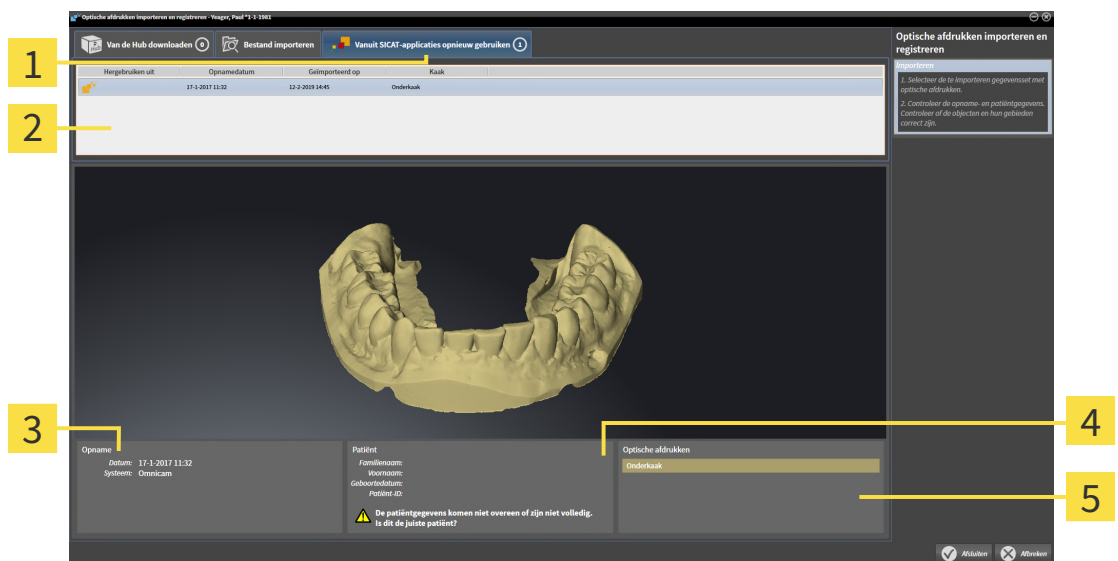 Optische afdrukken importeren en registreren - Yeager, Paul *1-1-1981
Van de Hub downloaden 0
Bestand importeren
Vanuit SICAT-applicaties opnieuw gebruiken 1
Optische afdrukken importeren en
registreren
Importeren
1. Selecteer de te importeren gegevensset met
optische afdrukken.
2. Controleer de opname- en patiëntgegevens.
Controleer of de objecten en hun gebieden
correct zijn.
1
Hergebruiken uit Opnamedatum Geïmporteerd op Kaak
17-1-2017 11:32 12-2-2019 14:45 Onderkaak
2
3
4
5
Opname
Datum: 17-1-2017 11:32
Systeem: Omnicam
Patiënt
Familienaam:
Voornaam:
Geboortedatum:
Patiënt-ID:
De patiëntgegevens komen niet overeen of zijn niet volledig.
Is dit de juiste patiënt?
Optische afdrukken
Onderkaak
Afsluiten
Afbreken